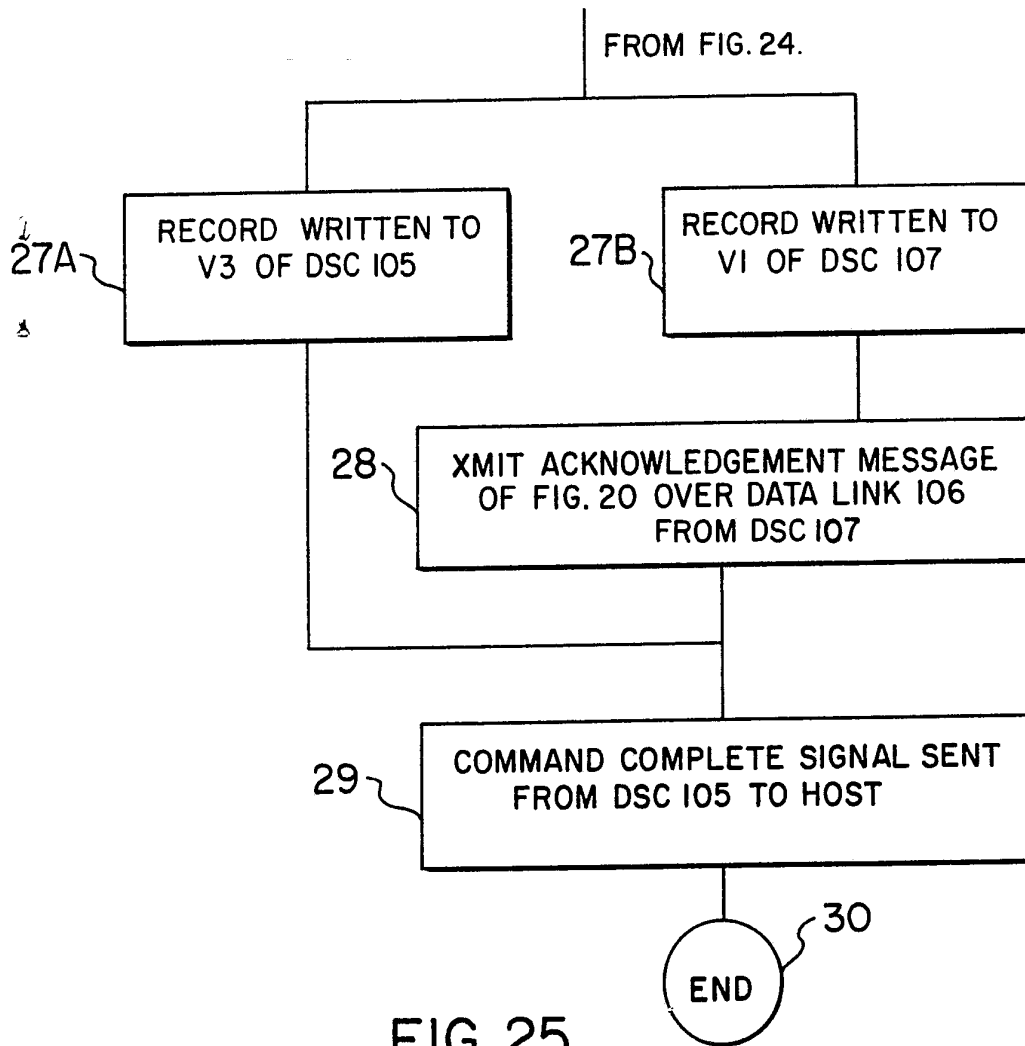 FROM FIG. 24.
27A
RECORD WRITTEN TO
V3 OF DSC 105
27B
RECORD WRITTEN TO
V1 OF DSC 107
28
XMIT ACKNOWLEDGEMENT MESSAGE
OF FIG. 20 OVER DATA LINK 106
FROM DSC 107
29
COMMAND COMPLETE SIGNAL SENT
FROM DSC 105 TO HOST
30
END
FIG. 25